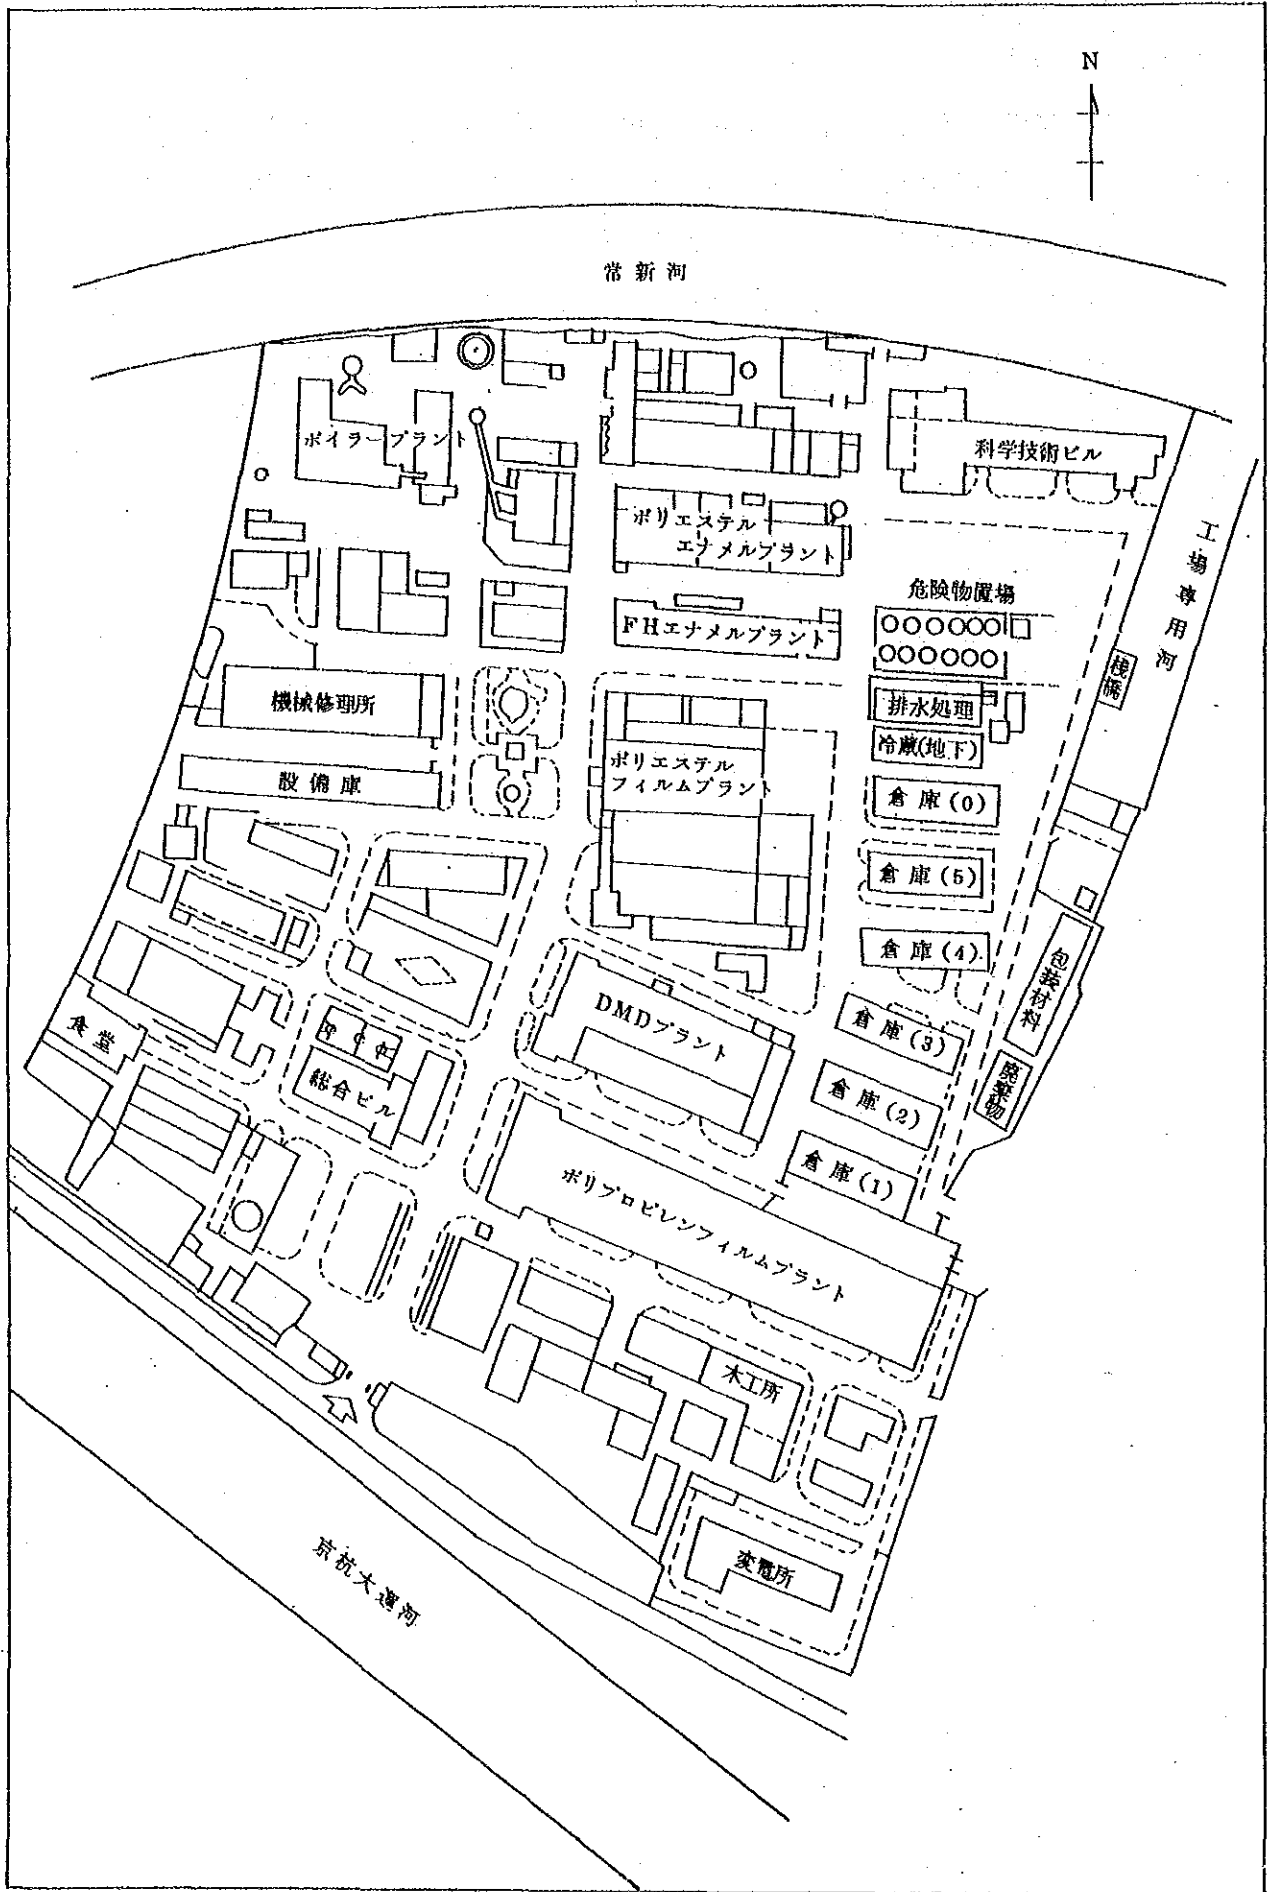 N
常新河
ボイラープラント
科学技術ビル
ポリエステル
エナメルプラント
工場専用河
危険物置場
FHエナメルプラント
桟橋
機械修理所
排水処理
冷蔵(地下)
ポリエステル
フィルムプラント
設備庫
倉庫(0)
倉庫(5)
倉庫(4)
包装材料
DMDプラント
倉庫(3)
食堂
総合ビル
倉庫(2)
廃棄物
倉庫(1)
ポリプロピレンフィルムプラント
木工所
変電所
京杭大運河